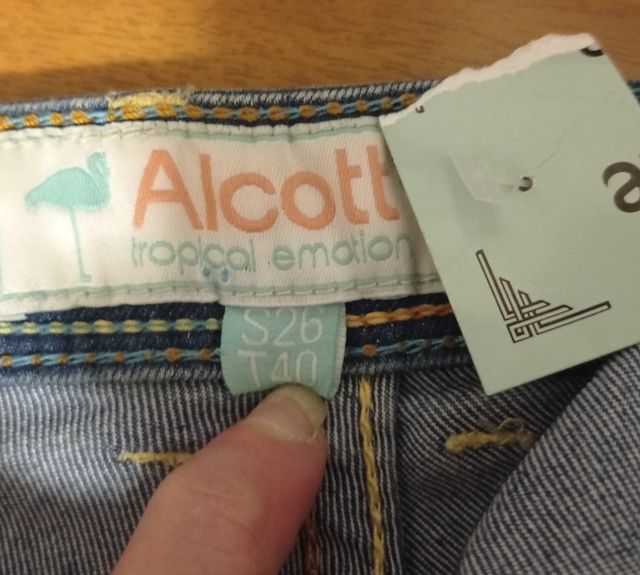 Alcott
tropical emotion
S26
T40